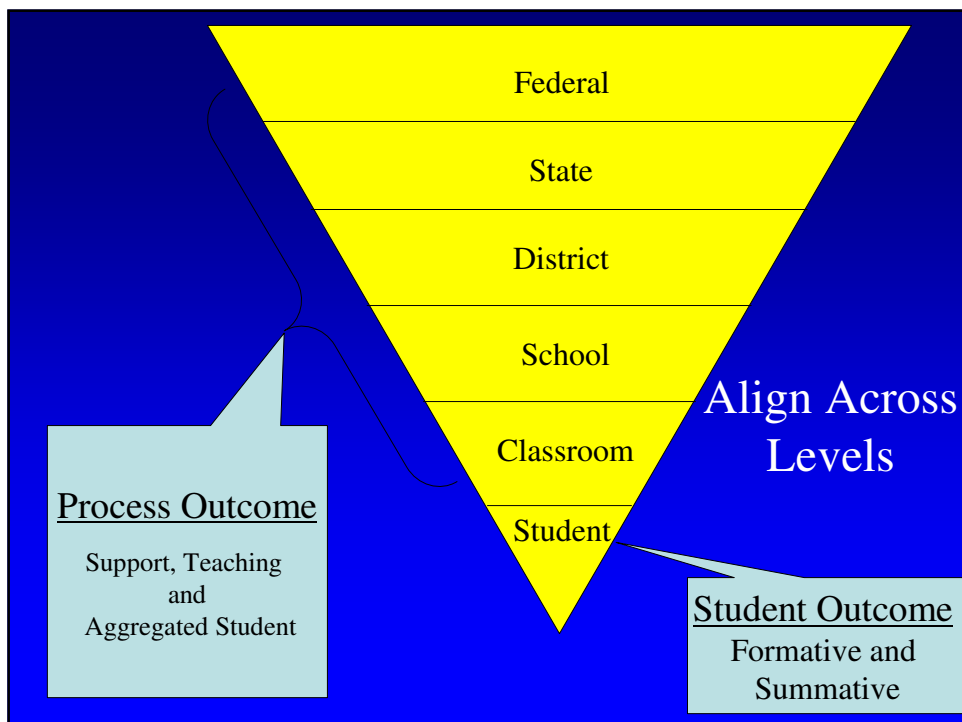 Federal
State
District
School
Classroom
Student
Align Across
Levels
Process Outcome
Support, Teaching
and
Aggregated Student
Student Outcome
Formative and
Summative